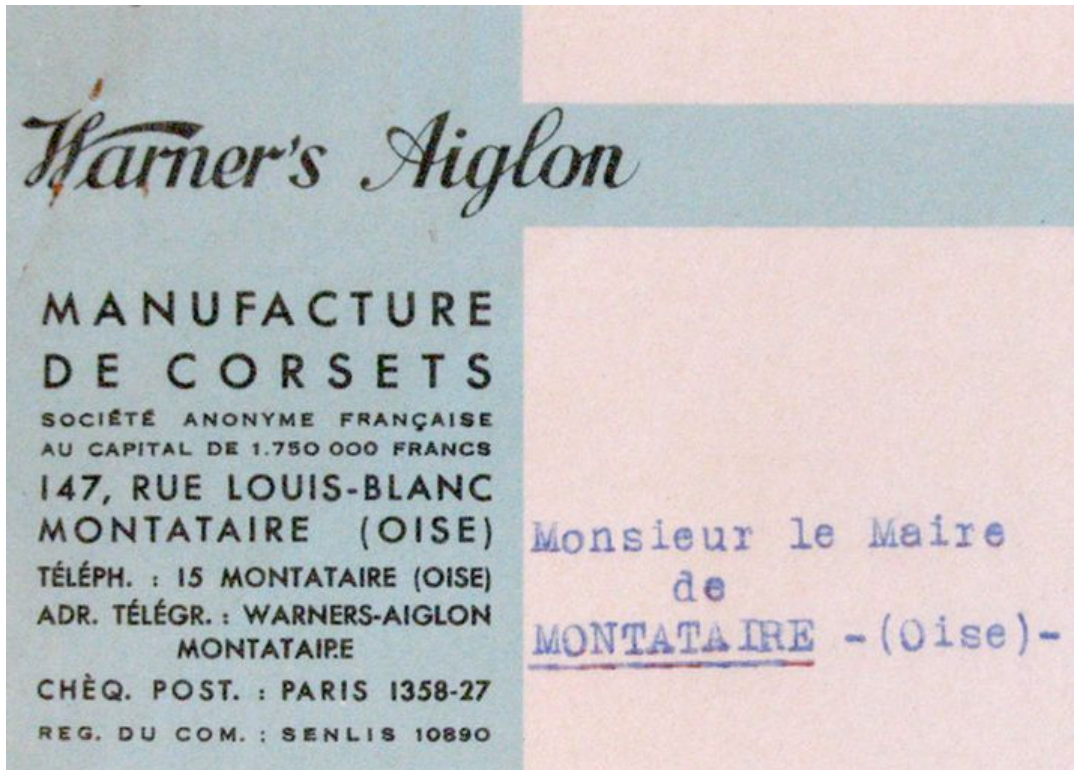 Warner's Aiglon
MANUFACTURE
DE CORSETS
SOCIÉTÉ ANONYME FRANÇAISE
AU CAPITAL DE 1.750 000 FRANCS
147, RUE LOUIS-BLANC
MONTATAIRE (OISE)
TÉLÉPH. : 15 MONTATAIRE (OISE)
ADR. TÉLÉGR. : WARNERS-AIGLON
MONTATAIRE
CHÈQ. POST. : PARIS 1358-27
REG. DU COM. : SENLIS 10890
Monsieur le Maire
de
MONTATAIRE -(Oise)-